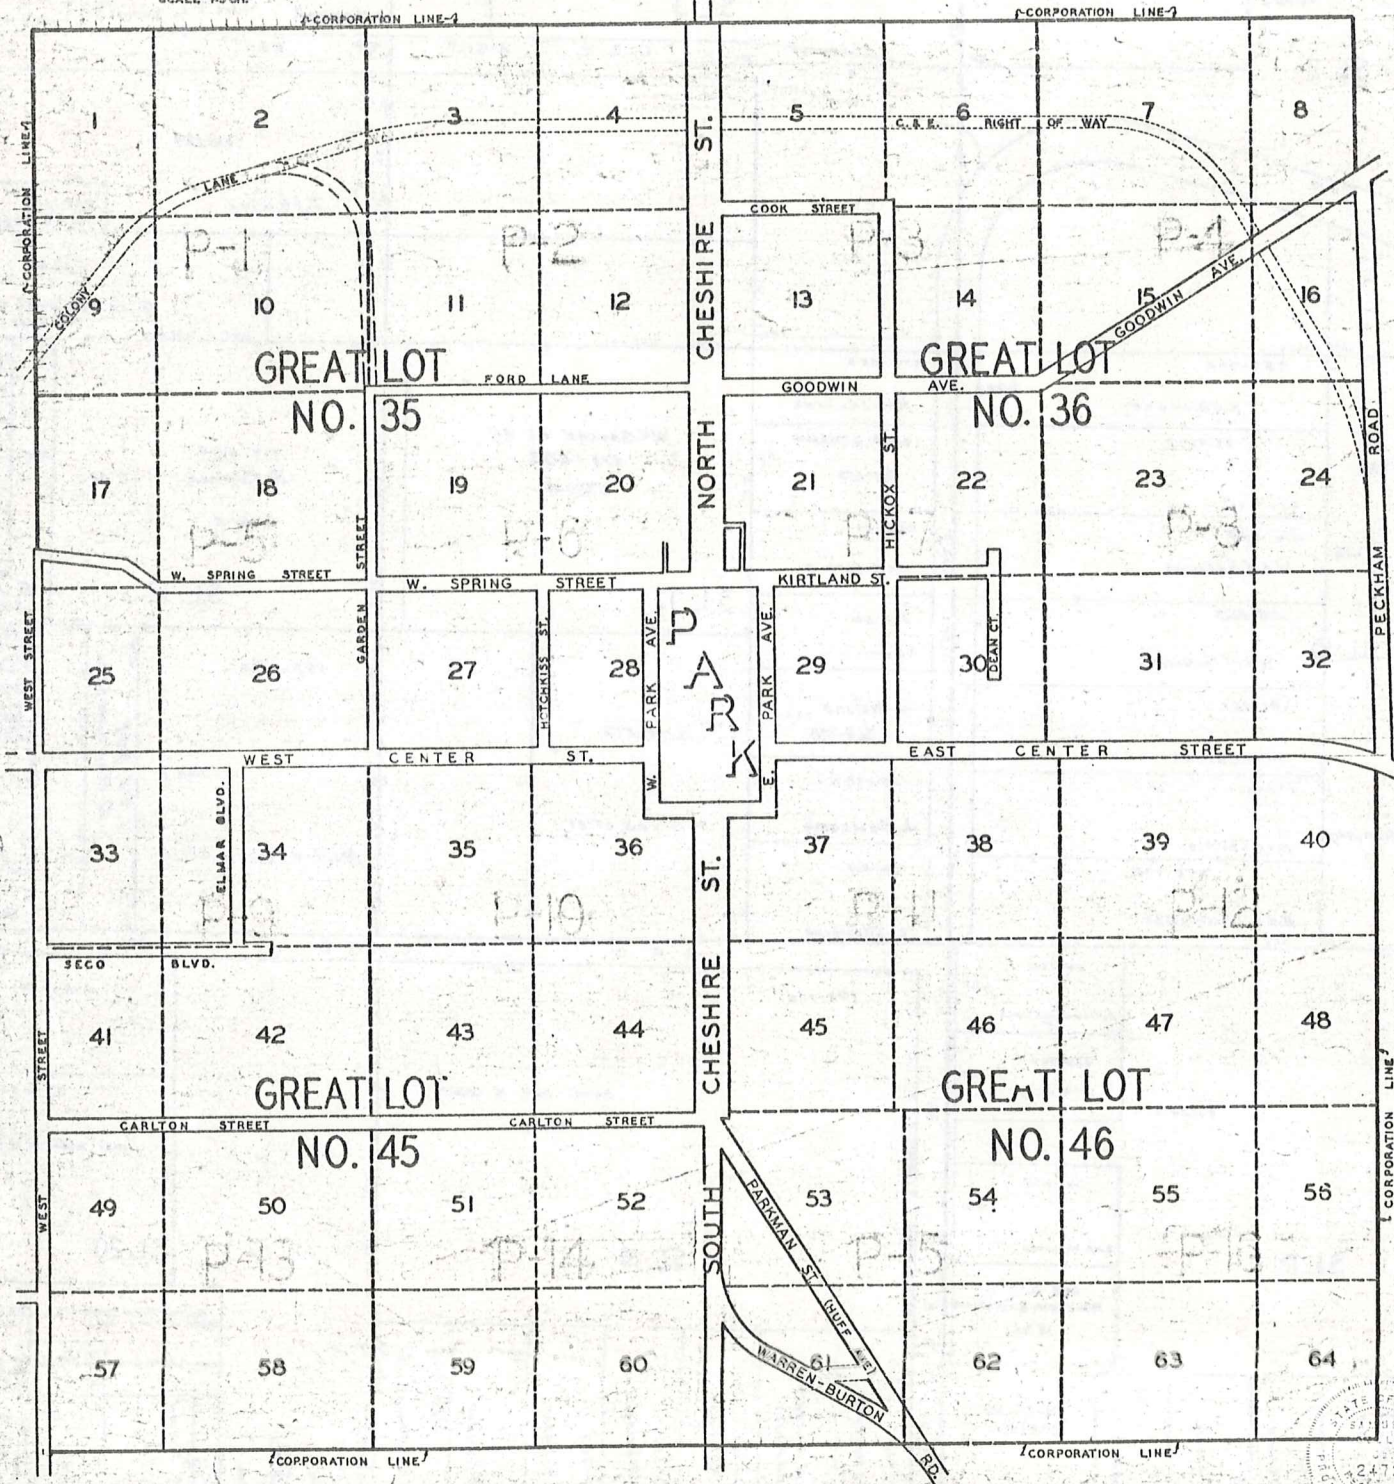 CORPORATION LINE
CORPORATION LINE
1 2 3 4 5 6 7 8
C. & E. RIGHT OF WAY
CORPORATION LINE
COLONY LANE
COOK STREET
NORTH CHESHIRE ST.
P-1 P-2 P-3 P-4
9 10 11 12 13 14 15 16
GOODWIN AVE.
GREAT LOT
NO. 35
GREAT LOT
NO. 36
FORD LANE
GOODWIN AVE.
PECKHAM ROAD.
HICKOX ST.
17 18 19 20 21 22 23 24
P-5 P-6 P-7 P-8
GARDEN STREET
W. SPRING STREET
W. SPRING STREET
KIRTLAND ST.
WEST STREET
HOTCHKISS ST.
W. PARK AVE.
PARK
E. PARK AVE.
DEAN CT.
25 26 27 28 29 30 31 32
WEST CENTER ST.
EAST CENTER STREET
ELMAR BLVD.
33 34 35 36 37 38 39 40
P-9 P-10 P-11 P-12
SECO BLVD.
SOUTH CHESHIRE ST.
41 42 43 44 45 46 47 48
GREAT LOT
NO. 45
GREAT LOT
NO. 46
CARLTON STREET
CARLTON STREET
WEST STREET
CORPORATION LINE
49 50 51 52 53 54 55 56
PARKMAN ST. (HUFF AVE)
P-13 P-14 P-15 P-16
57 58 59 60 61 62 63 64
WARREN-BURTON RD.
CORPORATION LINE
CORPORATION LINE
STATE OF